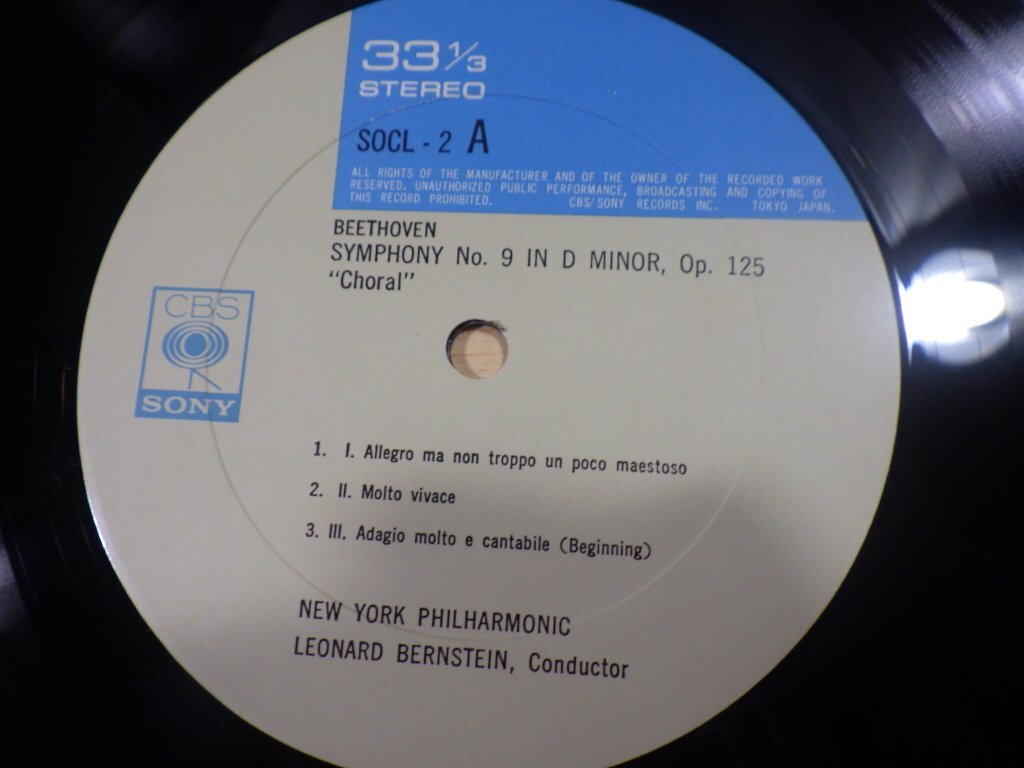 33 1/3
STEREO
SOCL - 2 A
ALL RIGHTS OF THE MANUFACTURER AND OF THE OWNER OF THE RECORDED WORK
RESERVED. UNAUTHORIZED PUBLIC PERFORMANCE, BROADCASTING AND COPYING OF
THIS RECORD PROHIBITED. CBS/SONY RECORDS INC. TOKYO JAPAN.
BEETHOVEN
SYMPHONY No. 9 IN D MINOR, Op. 125
“Choral”
CBS
SONY
1. I. Allegro ma non troppo un poco maestoso
2. II. Molto vivace
3. III. Adagio molto e cantabile (Beginning)
NEW YORK PHILHARMONIC
LEONARD BERNSTEIN, Conductor